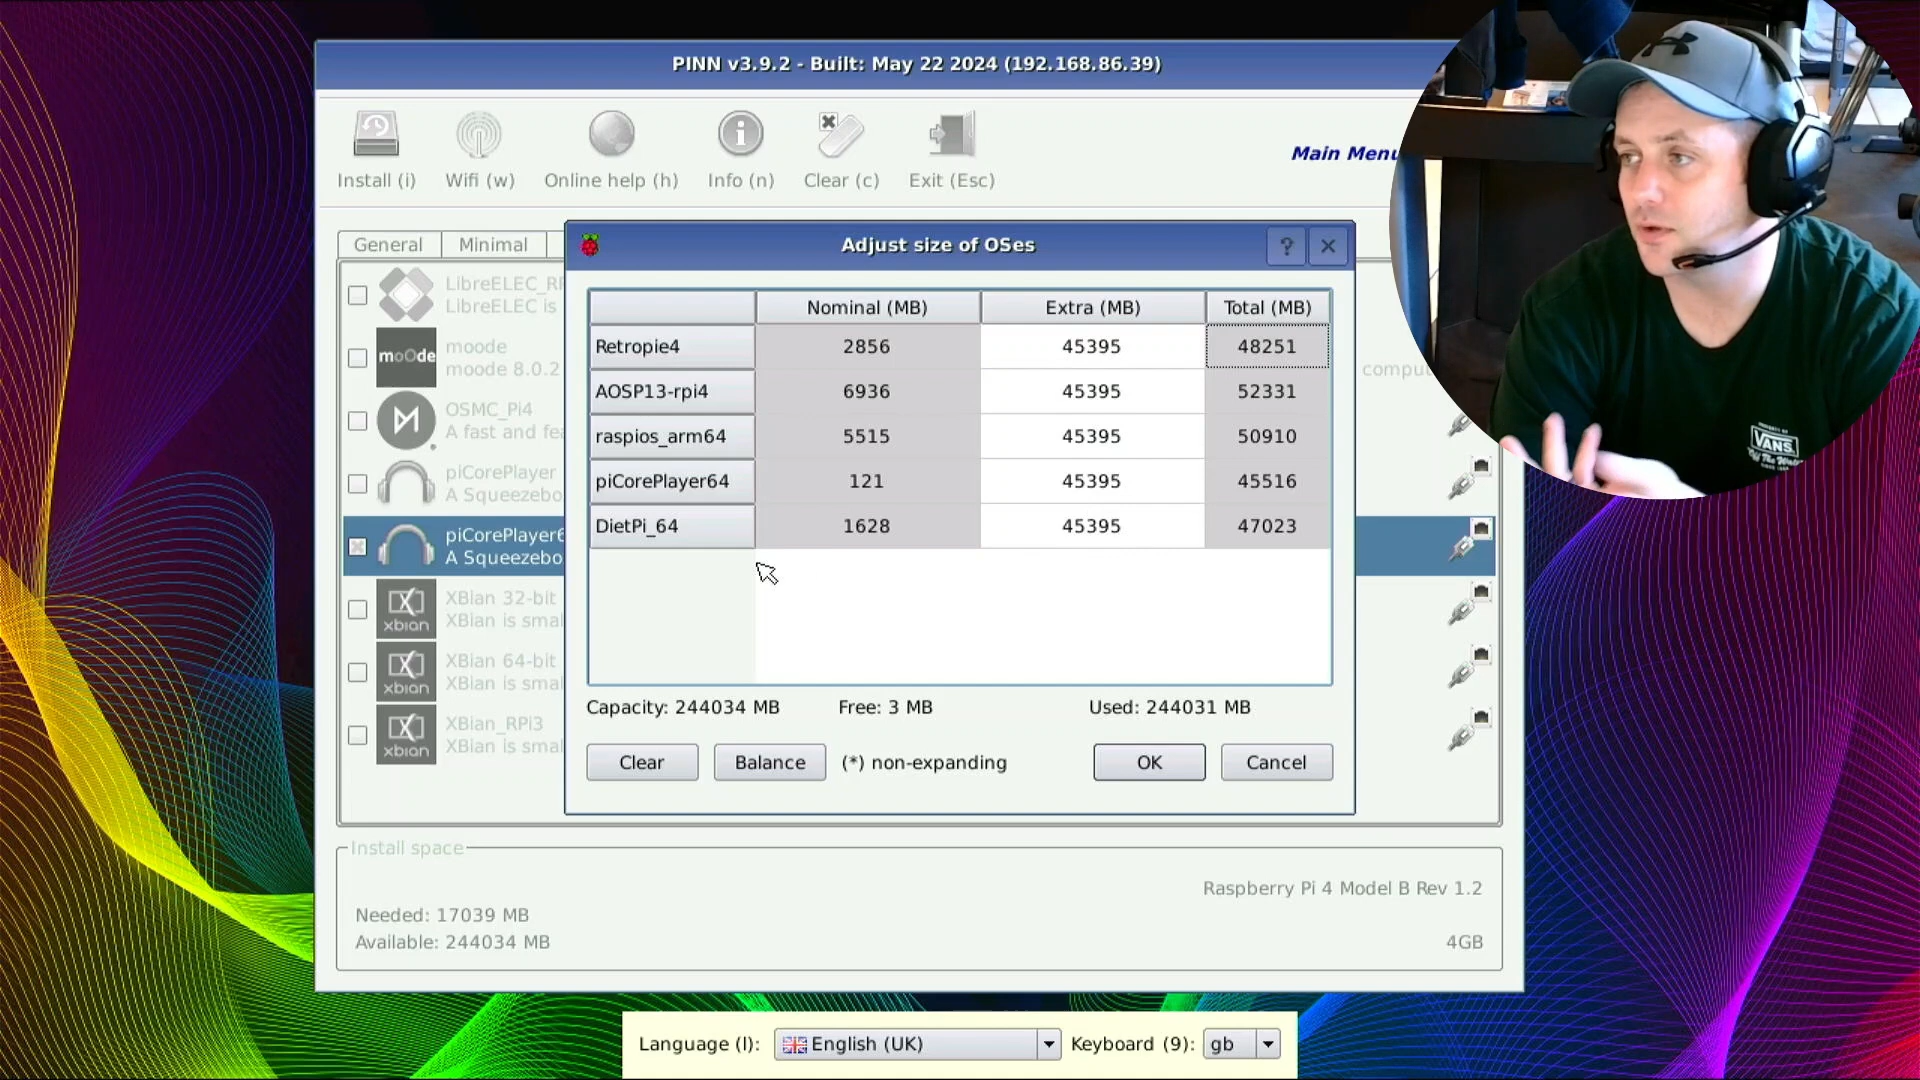 PINN v3.9.2 - Built: May 22 2024 (192.168.86.39)
Install (i)
Wifi (w)
Online help (h)
Info (n)
Clear (c)
Exit (Esc)
Main Menu
General
Minimal
LibreELEC_R
LibreELEC is
moode
moode 8.0.2
moOde
OSMC_Pi4
A fast and fea
piCorePlayer
A Squeezebo
piCorePlayer6
A Squeezebo
XBian 32-bit
XBian is smal
xbian
XBian 64-bit
XBian is smal
xbian
XBian_RPi3
XBian is smal
xbian
compu
Adjust size of OSes
?
Nominal (MB) Extra (MB) Total (MB)
Retropie4 2856 45395 48251
AOSP13-rpi4 6936 45395 52331
raspios_arm64 5515 45395 50910
piCorePlayer64 121 45395 45516
DietPi_64 1628 45395 47023
Capacity: 244034 MB Free: 3 MB Used: 244031 MB
Clear Balance (*) non-expanding OK Cancel
Install space
Raspberry Pi 4 Model B Rev 1.2
Needed: 17039 MB
Available: 244034 MB
4GB
Language (l): English (UK) Keyboard (9): gb
VANS